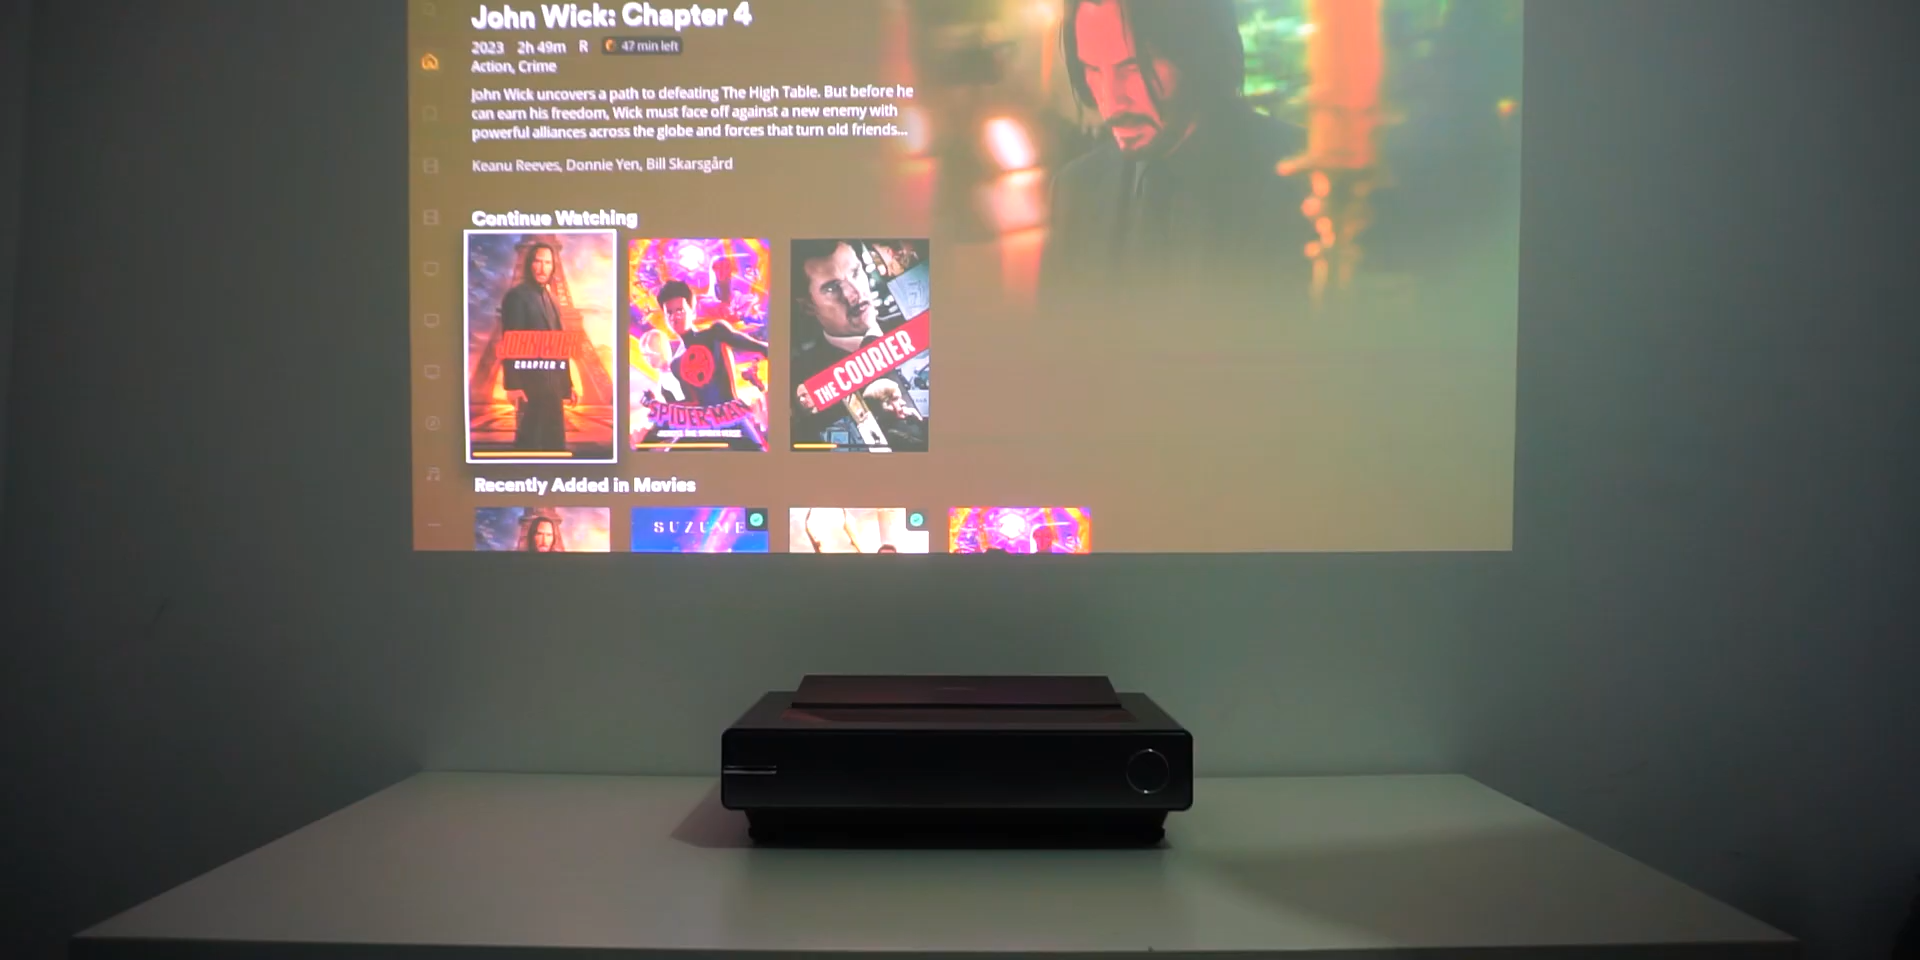 John Wick: Chapter 4
2023 2h 49m R 47 min left
Action, Crime
John Wick uncovers a path to defeating The High Table. But before he
can earn his freedom, Wick must face off against a new enemy with
powerful alliances across the globe and forces that turn old friends...
Keanu Reeves, Donnie Yen, Bill Skarsgård
Continue Watching
JOHN WICK
CHAPTER 4
SPIDER-MAN
THE COURIER
Recently Added in Movies
SUZUME